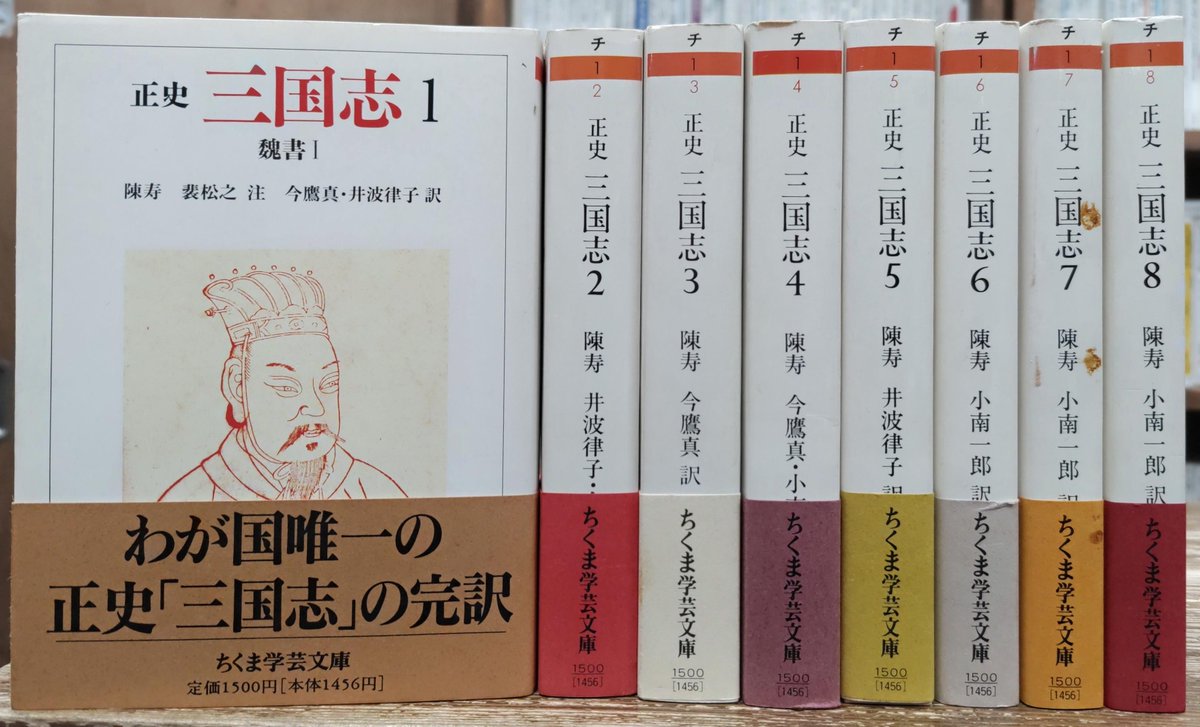 正史 三国志 1
魏書 I
陳寿 裴松之 注 今鷹真・井波律子 訳
わが国唯一の
正史「三国志」の完訳
ちくま学芸文庫
定価1500円[本体1456円]
チ
1
2
正史 三国志 2 陳寿 井波律子・
ちくま学芸文庫
1500
[1456]
チ
1
3
正史 三国志 3 陳寿 今鷹真 訳
ちくま学芸文庫
1500
[1456]
チ
1
4
正史 三国志 4 陳寿 今鷹真・小
ちくま学芸文庫
1500
[1456]
チ
1
5
正史 三国志 5 陳寿 井波律子 訳
ちくま学芸文庫
1500
[1456]
チ
1
6
正史 三国志 6 陳寿 小南一郎 訳
ちくま学芸文庫
1500
[1456]
チ
1
7
正史 三国志 7 陳寿 小南一郎 訳
ちくま学芸文庫
1500
[1456]
チ
1
8
正史 三国志 8 陳寿 小南一郎 訳
ちくま学芸文庫
1500
[1456]